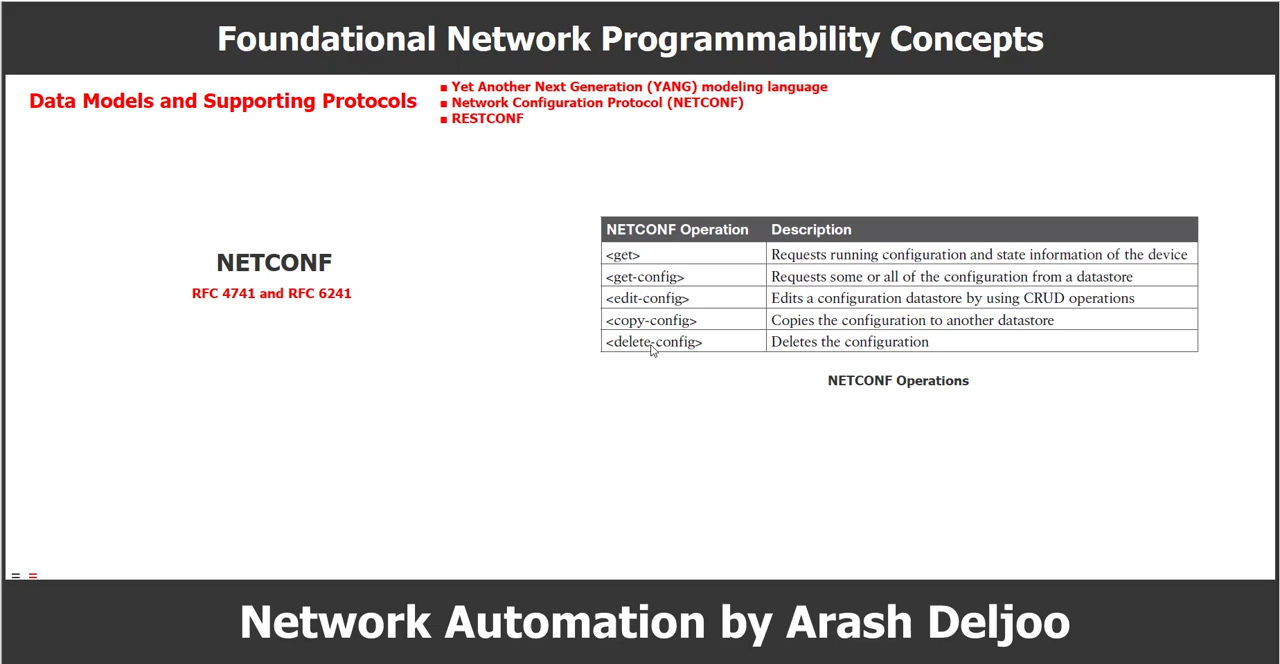 Foundational Network Programmability Concepts
Data Models and Supporting Protocols
■ Yet Another Next Generation (YANG) modeling language
■ Network Configuration Protocol (NETCONF)
■ RESTCONF
NETCONF
RFC 4741 and RFC 6241
NETCONF Operation Description
<get> Requests running configuration and state information of the device
<get-config> Requests some or all of the configuration from a datastore
<edit-config> Edits a configuration datastore by using CRUD operations
<copy-config> Copies the configuration to another datastore
<delete-config> Deletes the configuration
NETCONF Operations
= =
Network Automation by Arash Deljoo